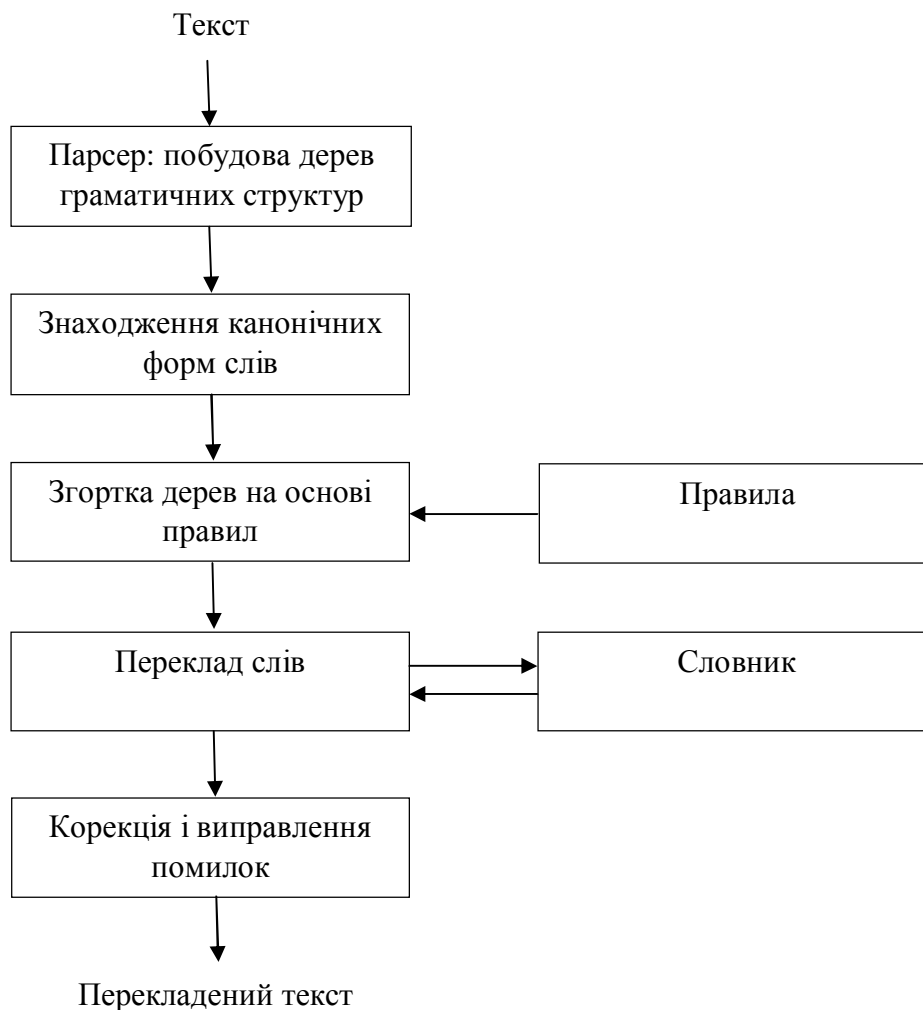 Текст
Парсер: побудова дерев
граматичних структур
Знаходження канонічних
форм слів
Згортка дерев на основі
правил
Правила
Переклад слів
Словник
Корекція і виправлення
помилок
Перекладений текст